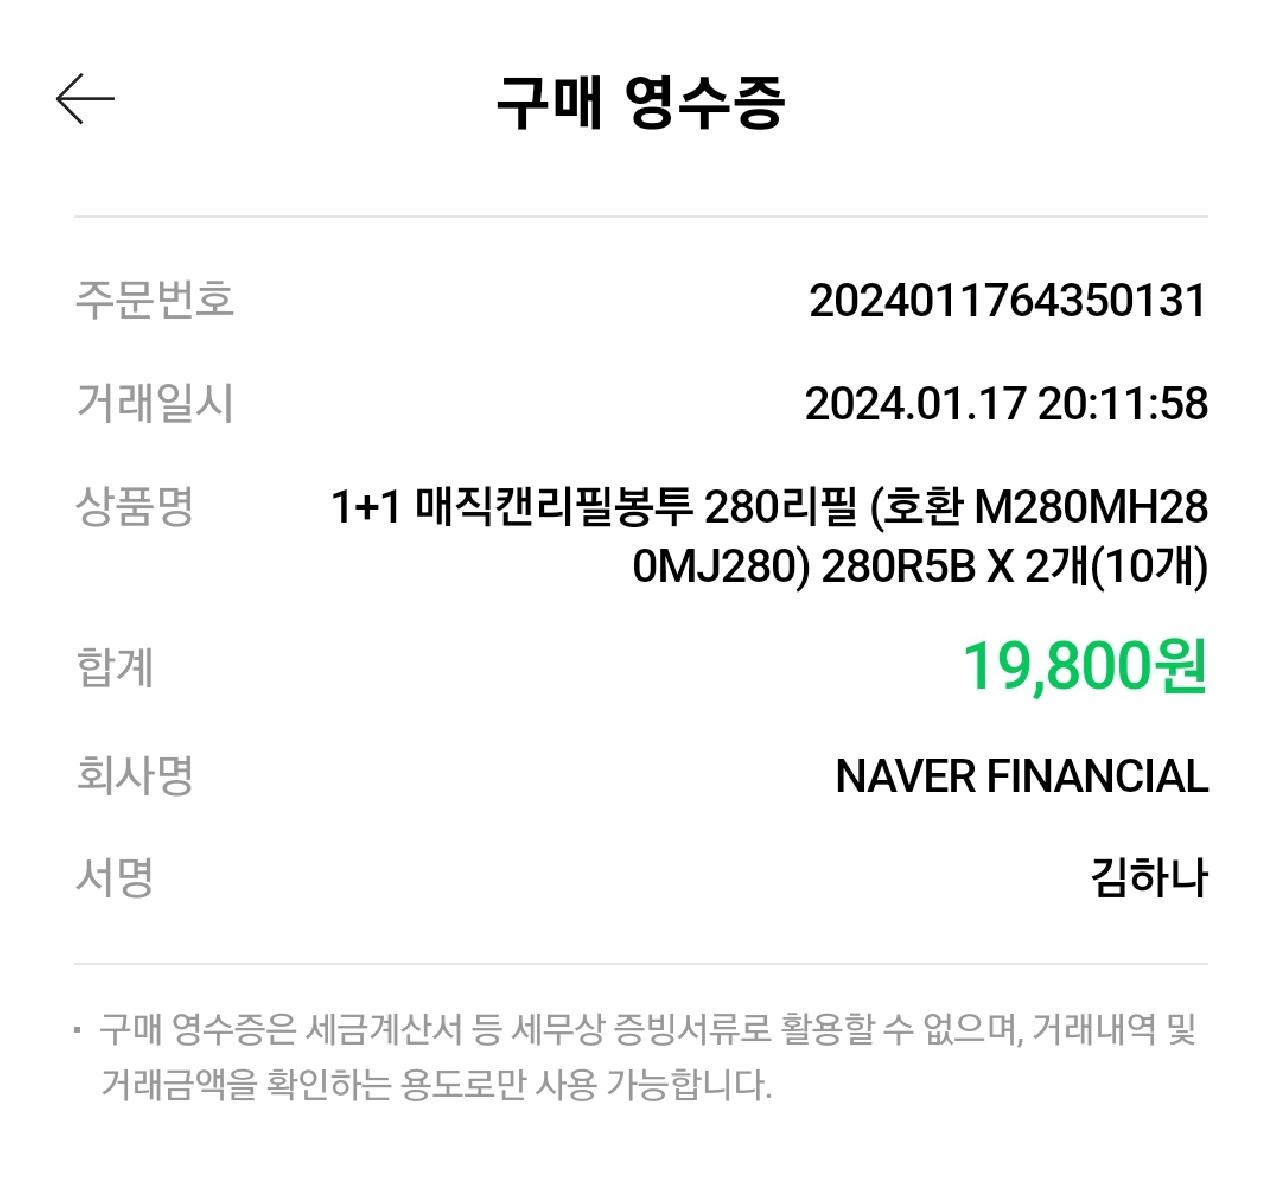 구매 영수증
주문번호 2024011764350131
거래일시 2024.01.17 20:11:58
상품명 1+1 매직캔리필봉투 280리필 (호환 M280MH28
0MJ280) 280R5B X 2개(10개)
합계 19,800원
회사명 NAVER FINANCIAL
서명 김하나
· 구매 영수증은 세금계산서 등 세무상 증빙서류로 활용할 수 없으며, 거래내역 및
거래금액을 확인하는 용도로만 사용 가능합니다.